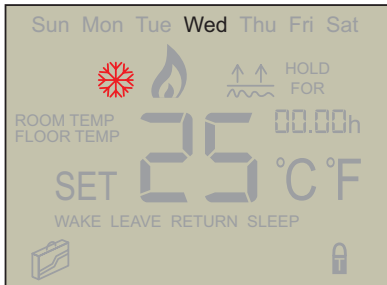 Sun Mon Tue Wed Thu Fri Sat
HOLD
FOR
ROOM TEMP
FLOOR TEMP
00.00h
SET 25 °C °F
WAKE LEAVE RETURN SLEEP